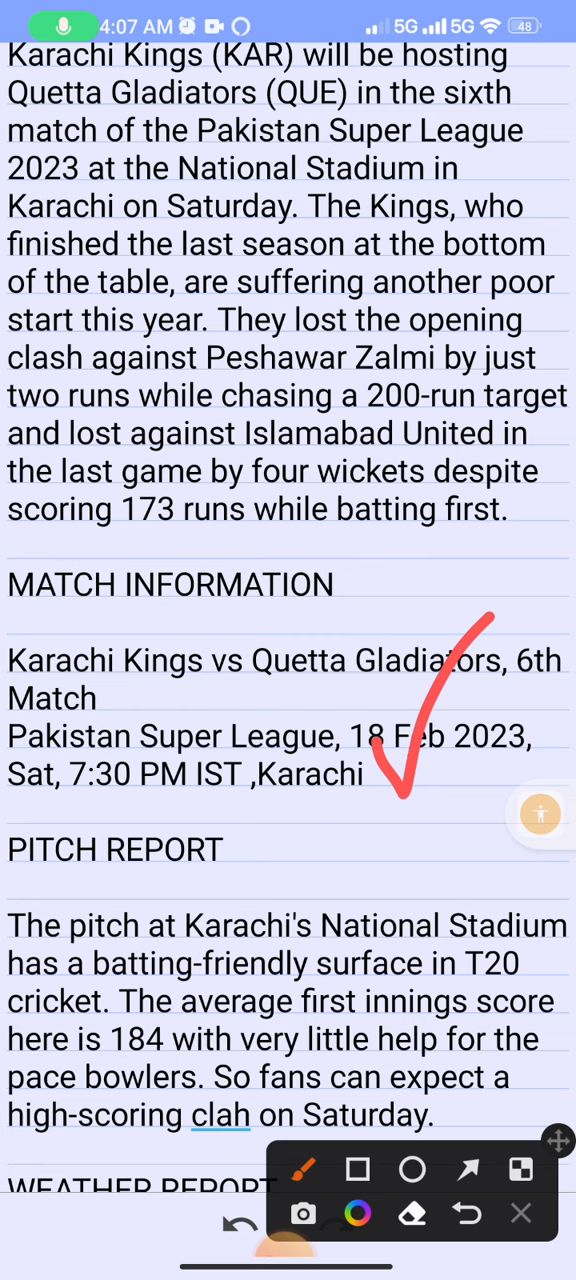 4:07 AM 5G 5G 48
Karachi Kings (KAR) will be hosting
Quetta Gladiators (QUE) in the sixth
match of the Pakistan Super League
2023 at the National Stadium in
Karachi on Saturday. The Kings, who
finished the last season at the bottom
of the table, are suffering another poor
start this year. They lost the opening
clash against Peshawar Zalmi by just
two runs while chasing a 200-run target
and lost against Islamabad United in
the last game by four wickets despite
scoring 173 runs while batting first.
MATCH INFORMATION
Karachi Kings vs Quetta Gladiators, 6th
Match
Pakistan Super League, 18 Feb 2023,
Sat, 7:30 PM IST ,Karachi
PITCH REPORT
The pitch at Karachi's National Stadium
has a batting-friendly surface in T20
cricket. The average first innings score
here is 184 with very little help for the
pace bowlers. So fans can expect a
high-scoring clah on Saturday.
WEATHER REPORT